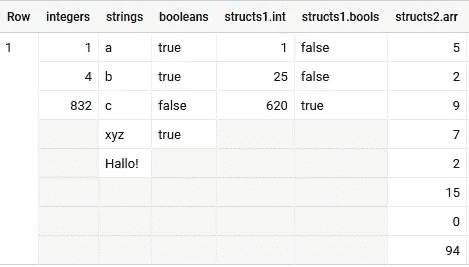 Row integers strings booleans structs1.int structs1.bools structs2.arr
1 1 a true 1 false 5
4 b true 25 false 2
832 c false 620 true 9
xyz true 7
Hallo! 2
15
0
94